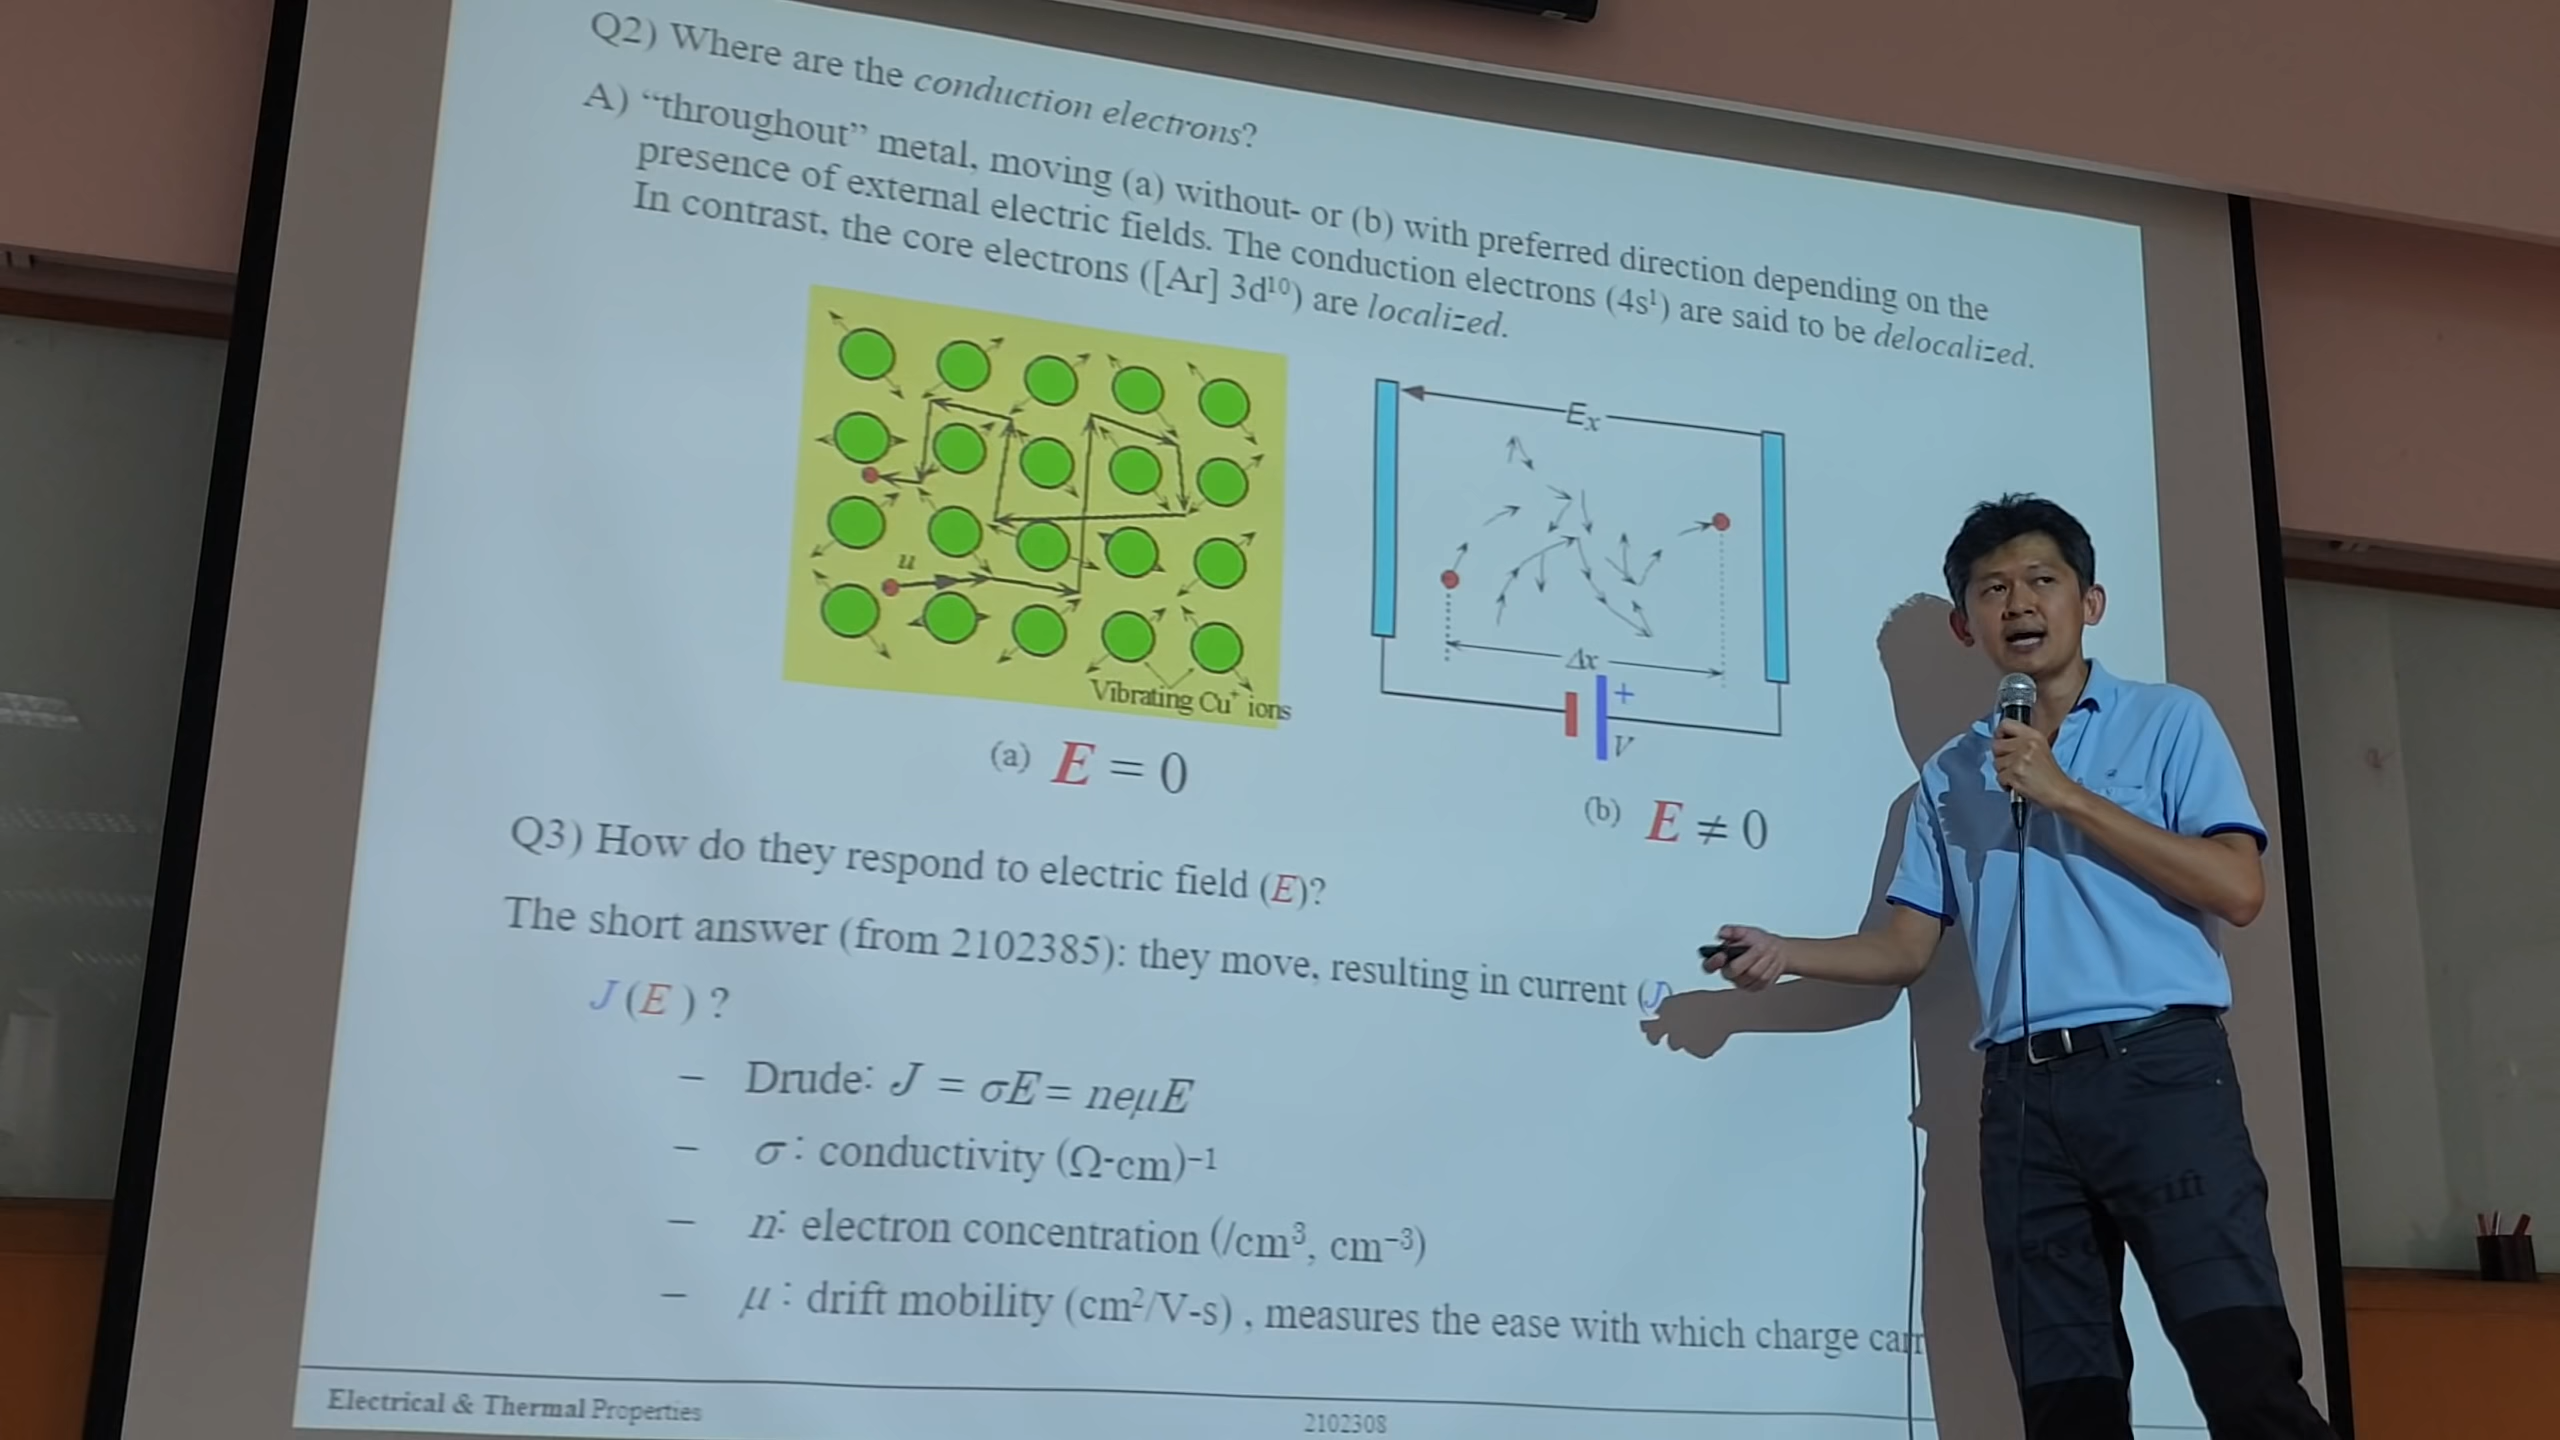 Q2) Where are the conduction electrons?
A) “throughout” metal, moving (a) without- or (b) with preferred direction depending on the
presence of external electric fields. The conduction electrons (4s¹) are said to be delocalized.
In contrast, the core electrons ([Ar] 3d¹⁰) are localized.
u
Vibrating Cu⁺ ions
(a) E = 0
Eₓ
Δx
+
V
(b) E ≠ 0
Q3) How do they respond to electric field (E)?
The short answer (from 2102385): they move, resulting in current (J)
J(E) ?
– Drude: J = σE = neμE
– σ: conductivity (Ω-cm)⁻¹
– n: electron concentration (/cm³, cm⁻³)
– μ: drift mobility (cm²/V-s), measures the ease with which charge
Electrical & Thermal Properties
2102308